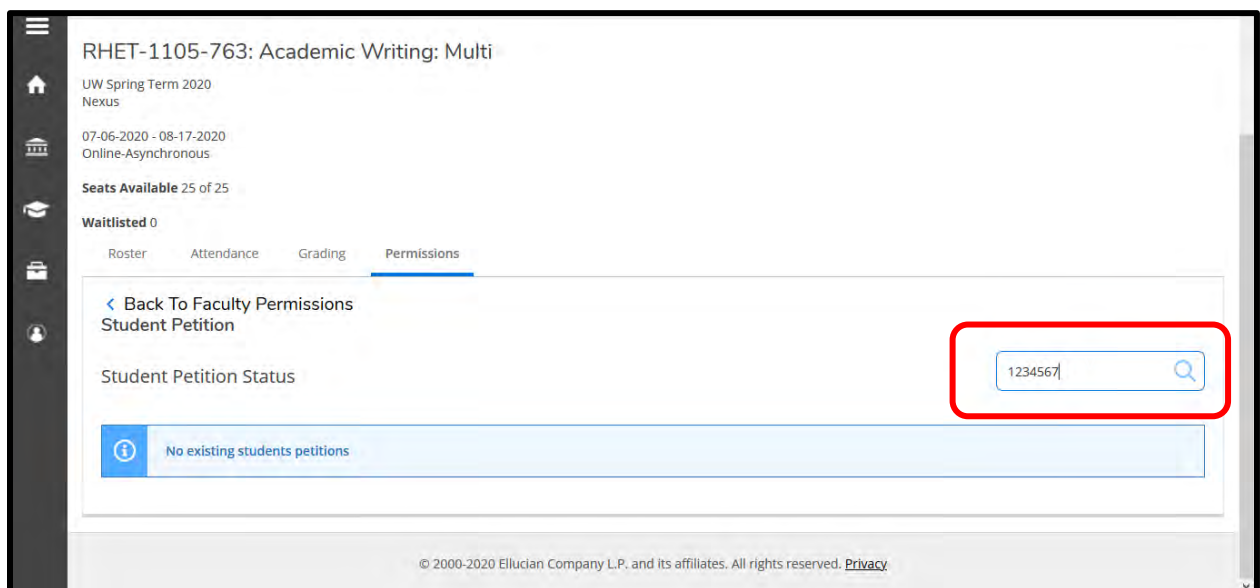 RHET-1105-763: Academic Writing: Multi
UW Spring Term 2020
Nexus
07-06-2020 - 08-17-2020
Online-Asynchronous
Seats Available 25 of 25
Waitlisted 0
Roster Attendance Grading Permissions
Back To Faculty Permissions
Student Petition
Student Petition Status
1234567
No existing students petitions
© 2000-2020 Ellucian Company L.P. and its affiliates. All rights reserved. Privacy